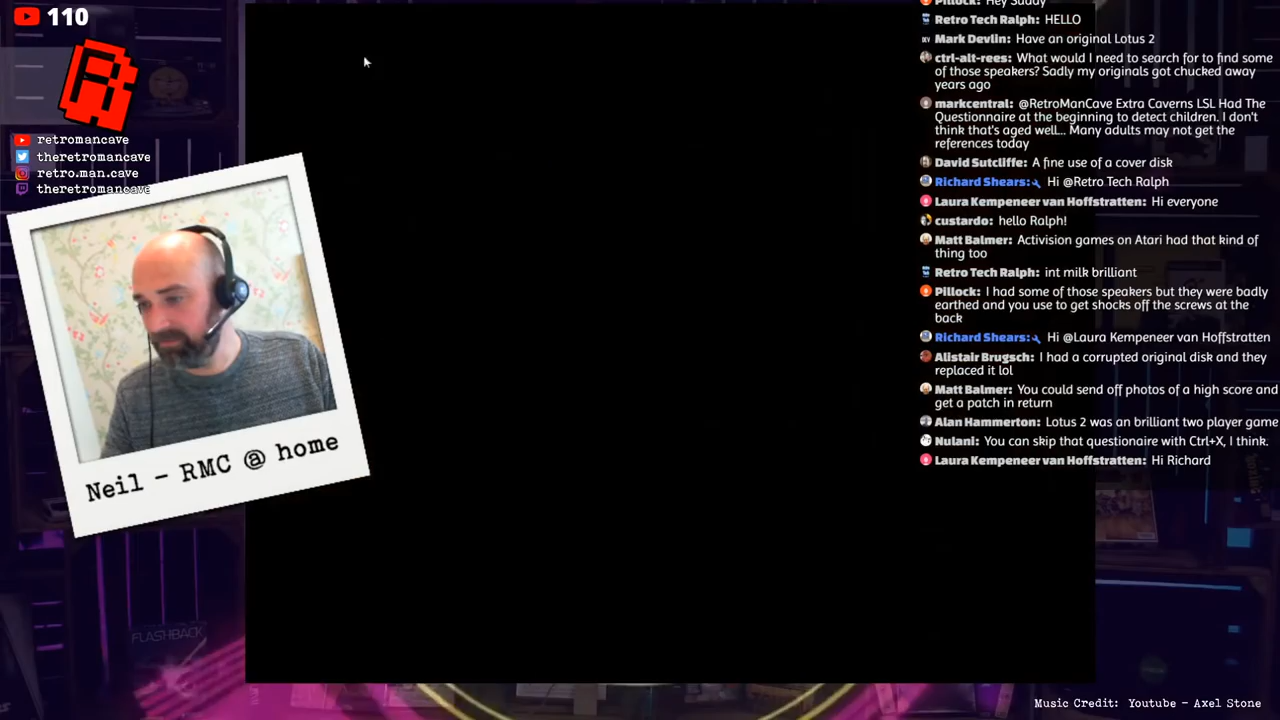 110
R
retromancave
theretromancave
retro.man.cave
theretromancave
Neil - RMC @ home
FLASHBACK
Pillock: Hey Saddy
Retro Tech Ralph: HELLO
Mark Devlin: Have an original Lotus 2
ctrl-alt-rees: What would I need to search for to find some
of those speakers? Sadly my originals got chucked away
years ago
markcentral: @RetroManCave Extra Caverns LSL Had The
Questionnaire at the beginning to detect children. I don't
think that's aged well... Many adults may not get the
references today
David Sutcliffe: A fine use of a cover disk
Richard Shears: Hi @Retro Tech Ralph
Laura Kempeneer van Hoffstratten: Hi everyone
custardo: hello Ralph!
Matt Balmer: Activision games on Atari had that kind of
thing too
Retro Tech Ralph: int milk brilliant
Pillock: I had some of those speakers but they were badly
earthed and you use to get shocks off the screws at the
back
Richard Shears: Hi @Laura Kempeneer van Hoffstratten
Alistair Brugsch: I had a corrupted original disk and they
replaced it lol
Matt Balmer: You could send off photos of a high score and
get a patch in return
Alan Hammerton: Lotus 2 was an brilliant two player game
Nulani: You can skip that questionaire with Ctrl+X, I think.
Laura Kempeneer van Hoffstratten: Hi Richard
Music Credit: Youtube - Axel Stone